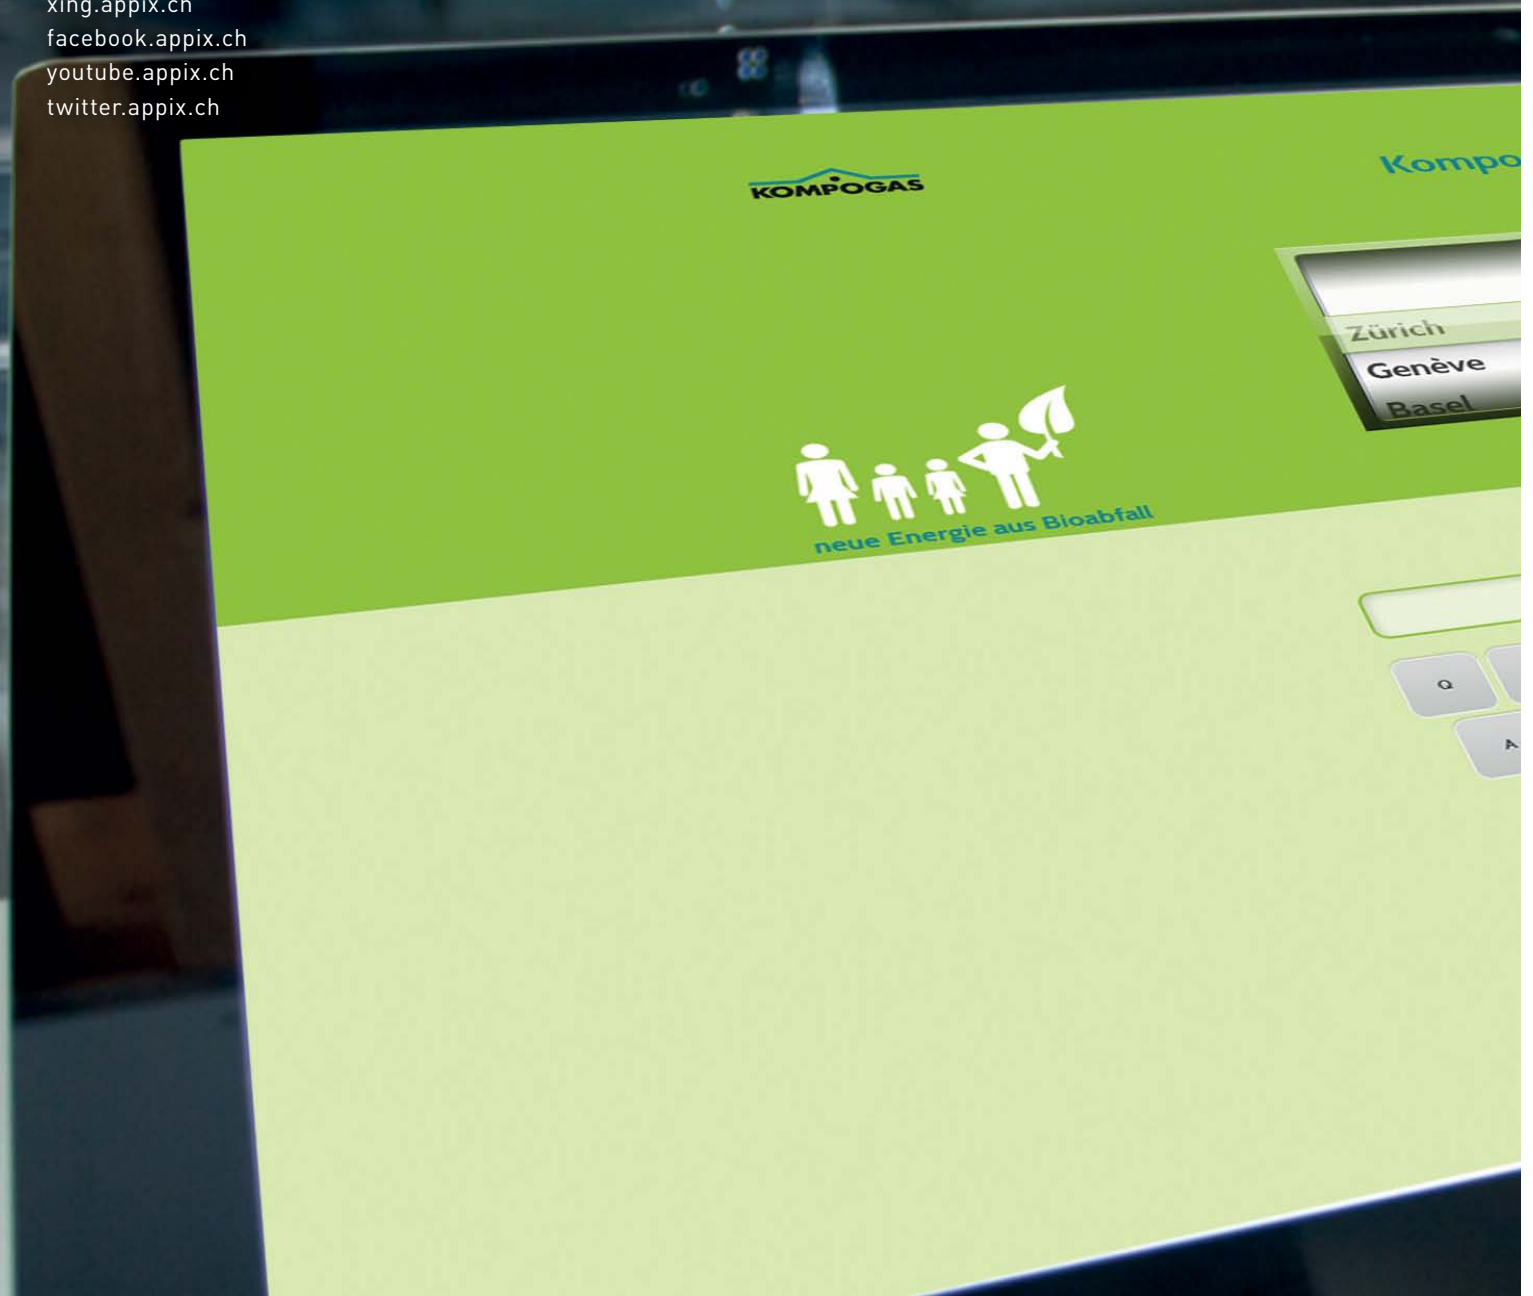 xing.appix.ch
facebook.appix.ch
youtube.appix.ch
twitter.appix.ch
KOMPOGAS
Kompo
Zürich
Genève
Basel
neue Energie aus Bioabfall
Q
A